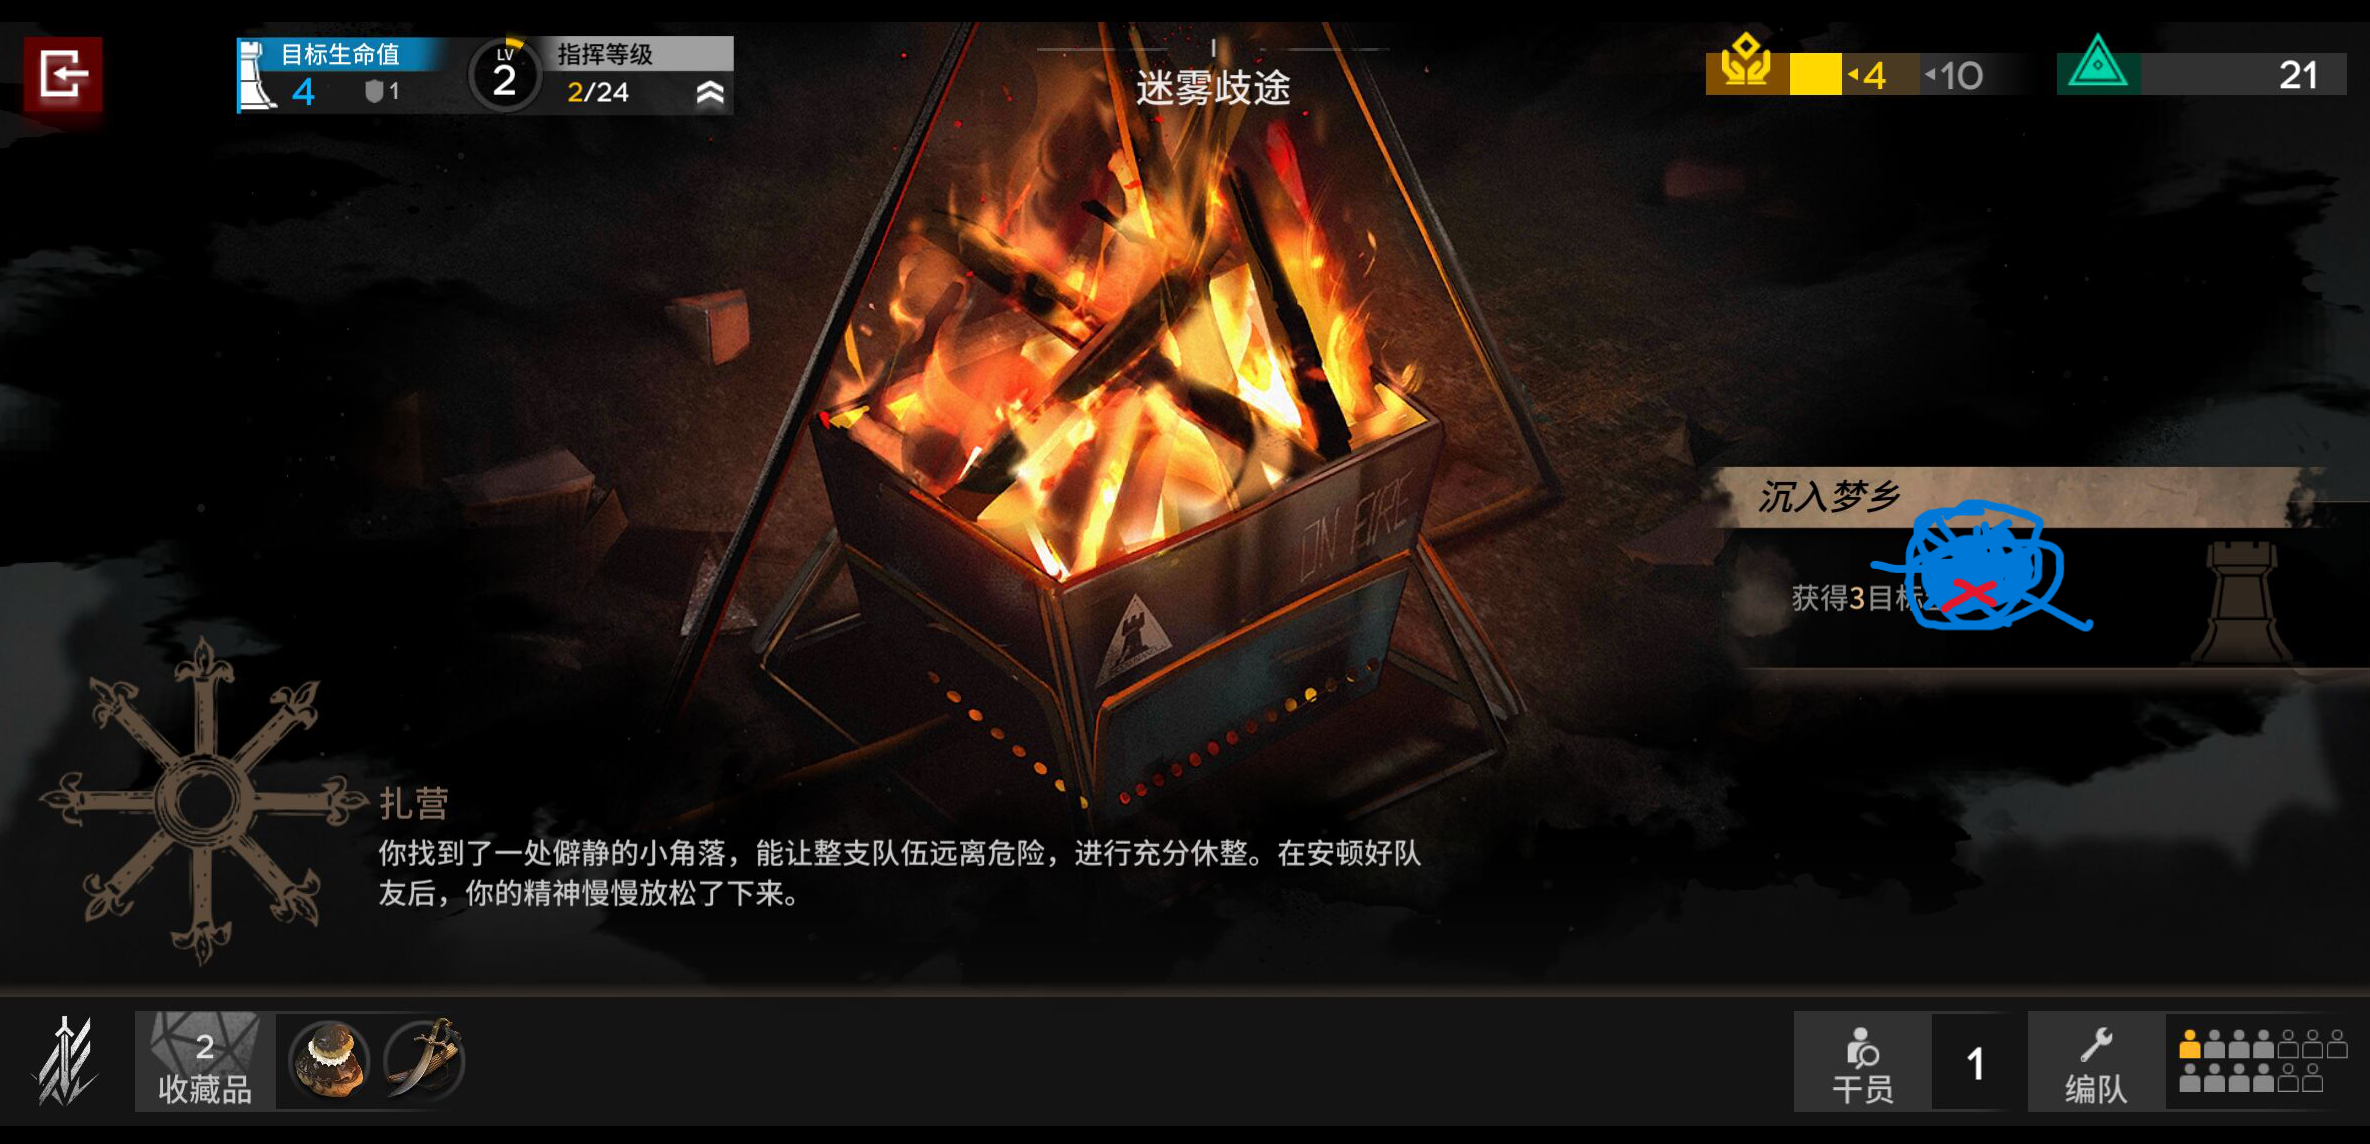 目标生命值
4
1
LV
2
指挥等级
2/24
迷雾歧途
4
10
21
ON FIRE
沉入梦乡
获得3目标
扎营
你找到了一处僻静的小角落，能让整支队伍远离危险，进行充分休整。在安顿好队
友后，你的精神慢慢放松了下来。
2
收藏品
干员
1
编队